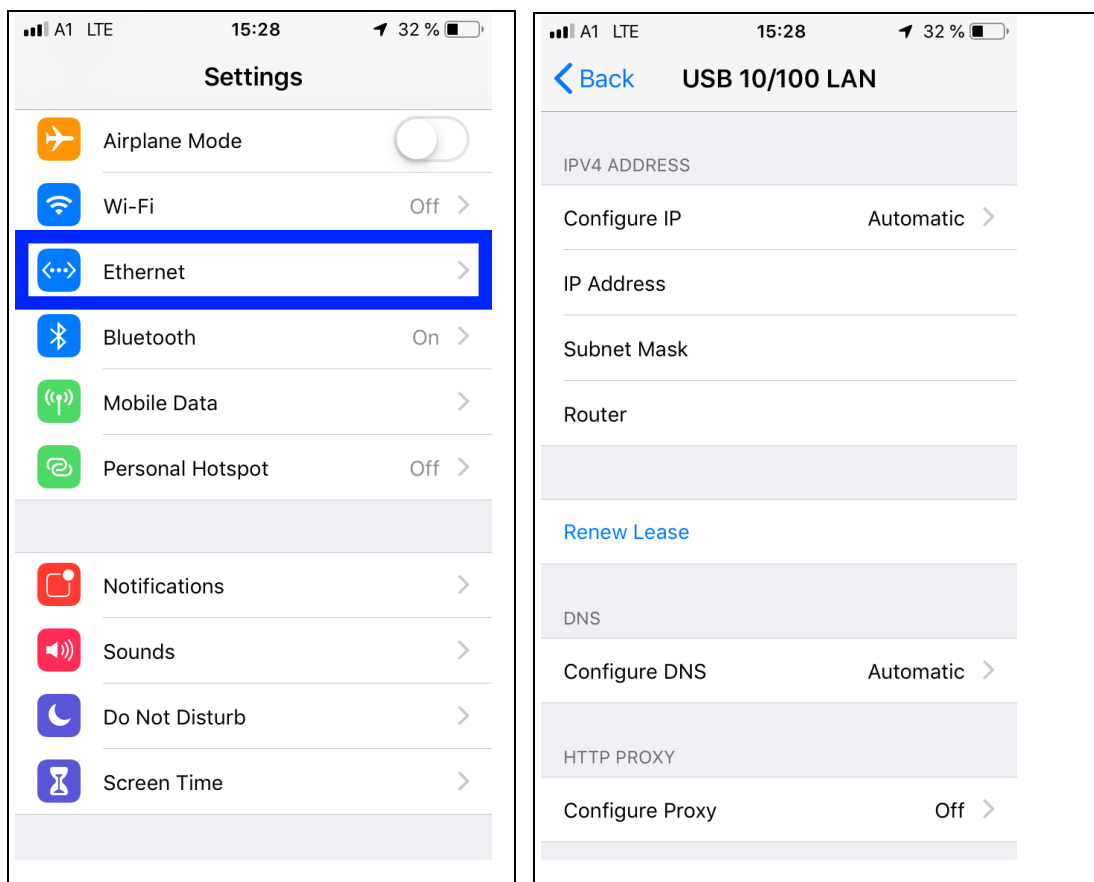 A1 LTE 15:28 32 %
Settings
Airplane Mode
Wi-Fi Off
Ethernet
Bluetooth On
Mobile Data
Personal Hotspot Off
Notifications
Sounds
Do Not Disturb
Screen Time
A1 LTE 15:28 32 %
Back USB 10/100 LAN
IPV4 ADDRESS
Configure IP Automatic
IP Address
Subnet Mask
Router
Renew Lease
DNS
Configure DNS Automatic
HTTP PROXY
Configure Proxy Off